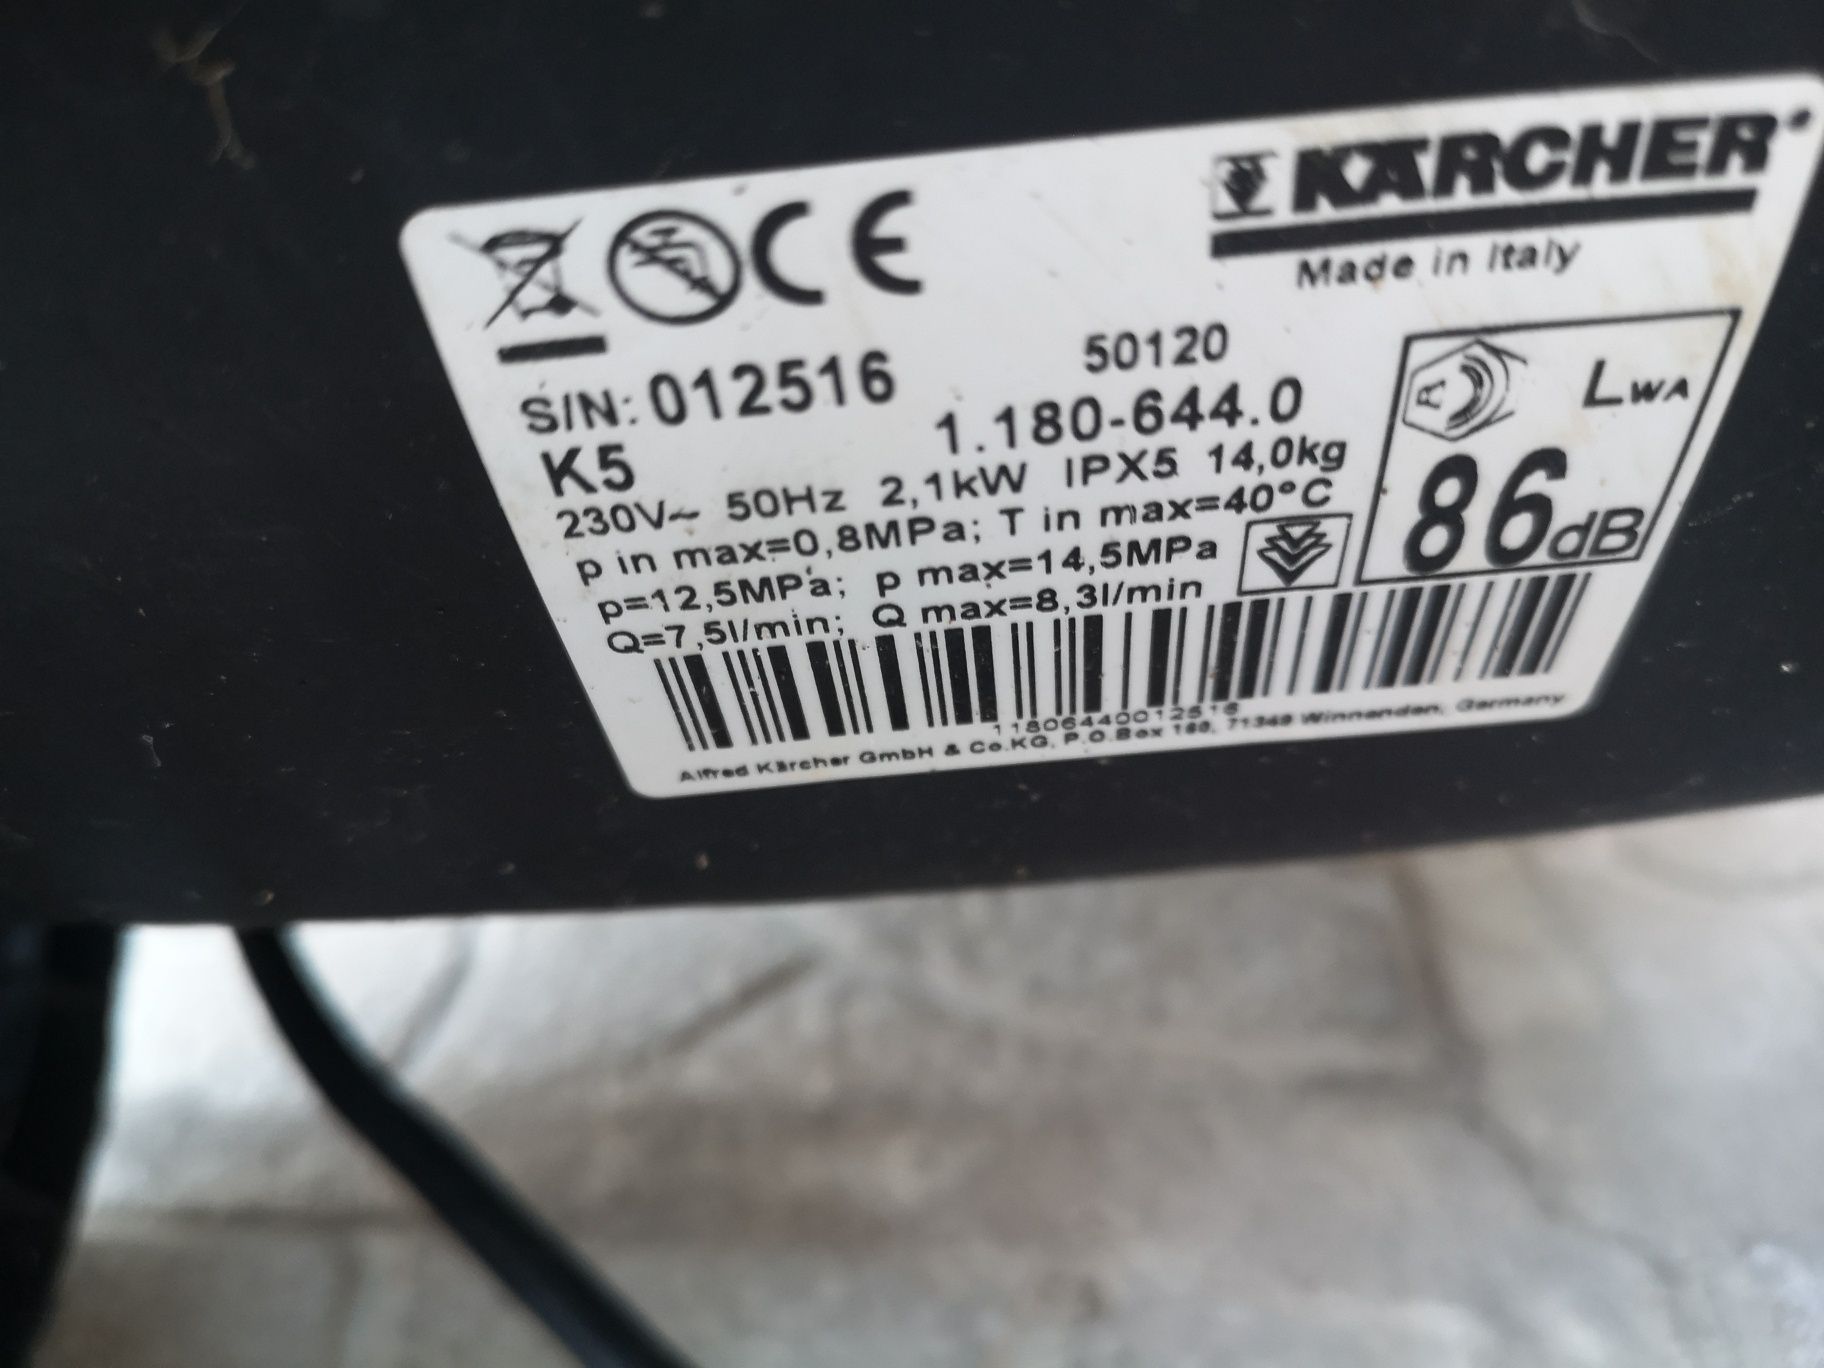 KÄRCHER
Made in Italy
CE
50120
S/N: 012516
K5 1.180-644.0
230V~ 50Hz 2,1kW IPX5 14,0kg
p in max=0,8MPa; T in max=40°C
p=12,5MPa; p max=14,5MPa
Q=7,5l/min; Q max=8,3l/min
A
LWA
86dB
11806440012516
Alfred Kärcher GmbH & Co.KG, P.O.Box 160, 71349 Winnenden, Germany